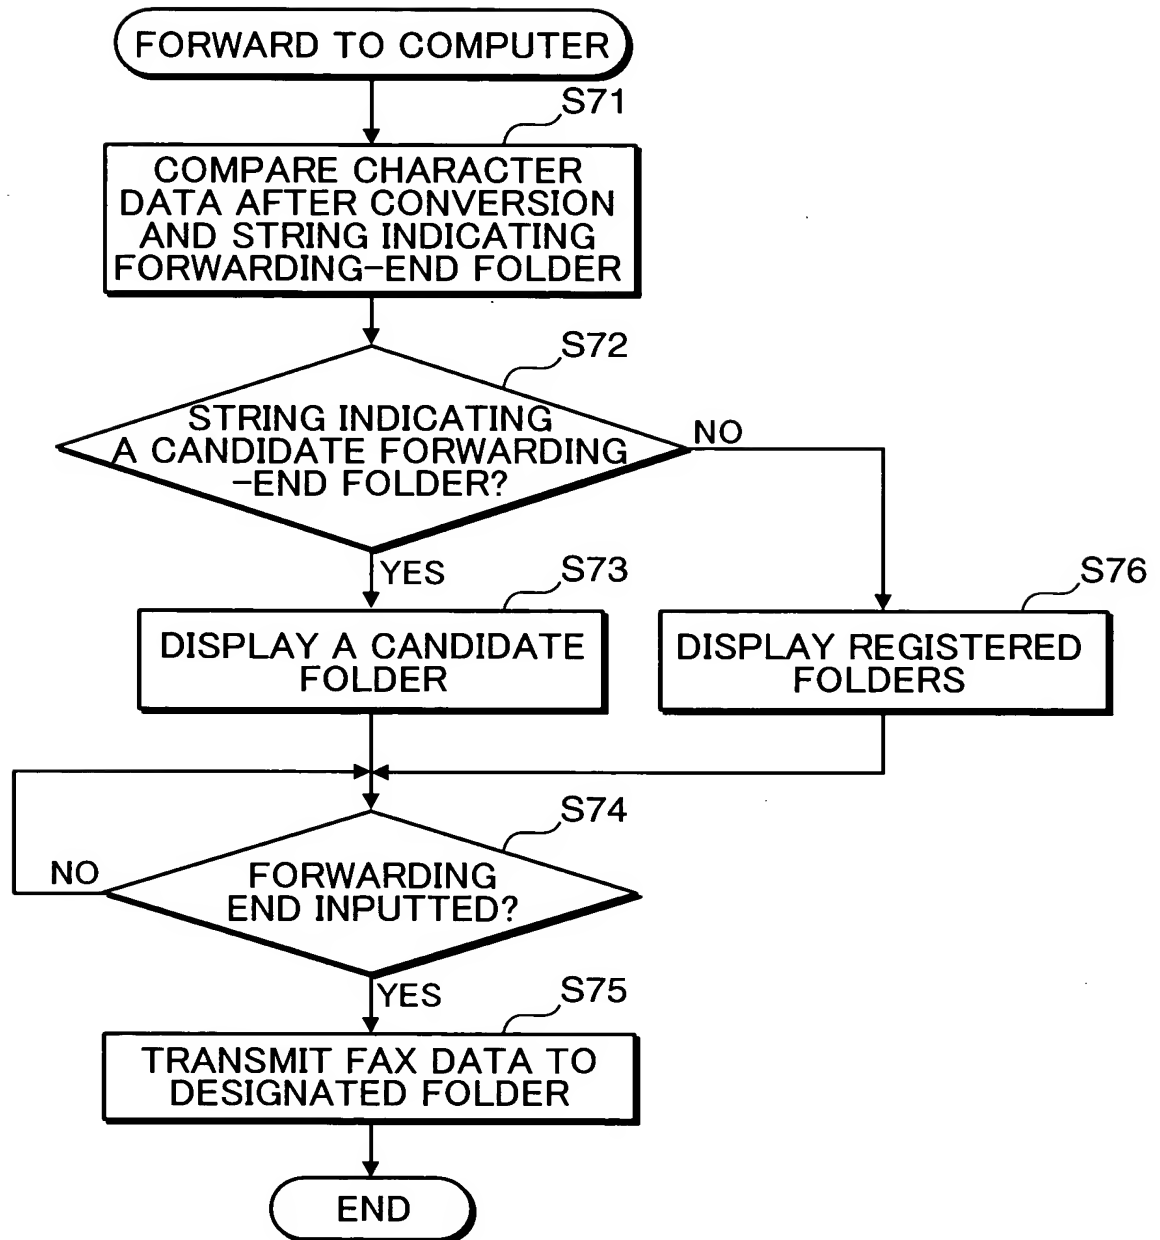 FORWARD TO COMPUTER
S71
COMPARE CHARACTER
DATA AFTER CONVERSION
AND STRING INDICATING
FORWARDING-END FOLDER
S72
STRING INDICATING
A CANDIDATE FORWARDING
-END FOLDER?
NO
YES
S73
DISPLAY A CANDIDATE
FOLDER
S76
DISPLAY REGISTERED
FOLDERS
S74
FORWARDING
END INPUTTED?
NO
YES
S75
TRANSMIT FAX DATA TO
DESIGNATED FOLDER
END